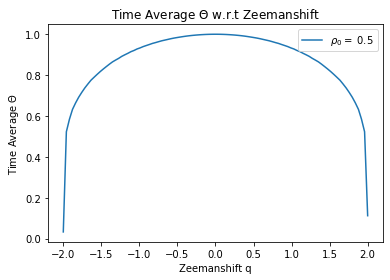 Time Average Θ w.r.t Zeemanshift
ρ₀ = 0.5
Time Average Θ
1.0
0.8
0.6
0.4
0.2
0.0
-2.0 -1.5 -1.0 -0.5 0.0 0.5 1.0 1.5 2.0
Zeemanshift q